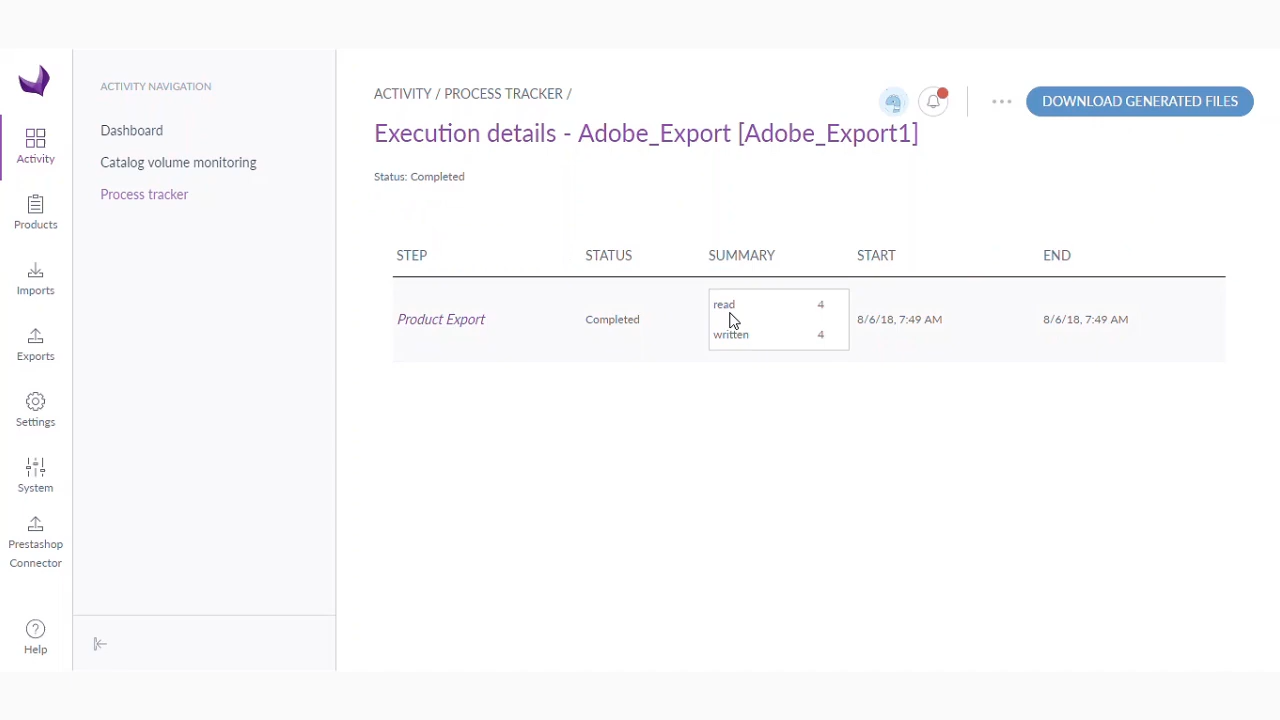 ACTIVITY NAVIGATION
Dashboard
Catalog volume monitoring
Process tracker
Activity
Products
Imports
Exports
Settings
System
Prestashop
Connector
Help
ACTIVITY / PROCESS TRACKER /
DOWNLOAD GENERATED FILES
Execution details - Adobe_Export [Adobe_Export1]
Status: Completed
STEP STATUS SUMMARY START END
read 4
Product Export Completed 8/6/18, 7:49 AM 8/6/18, 7:49 AM
written 4